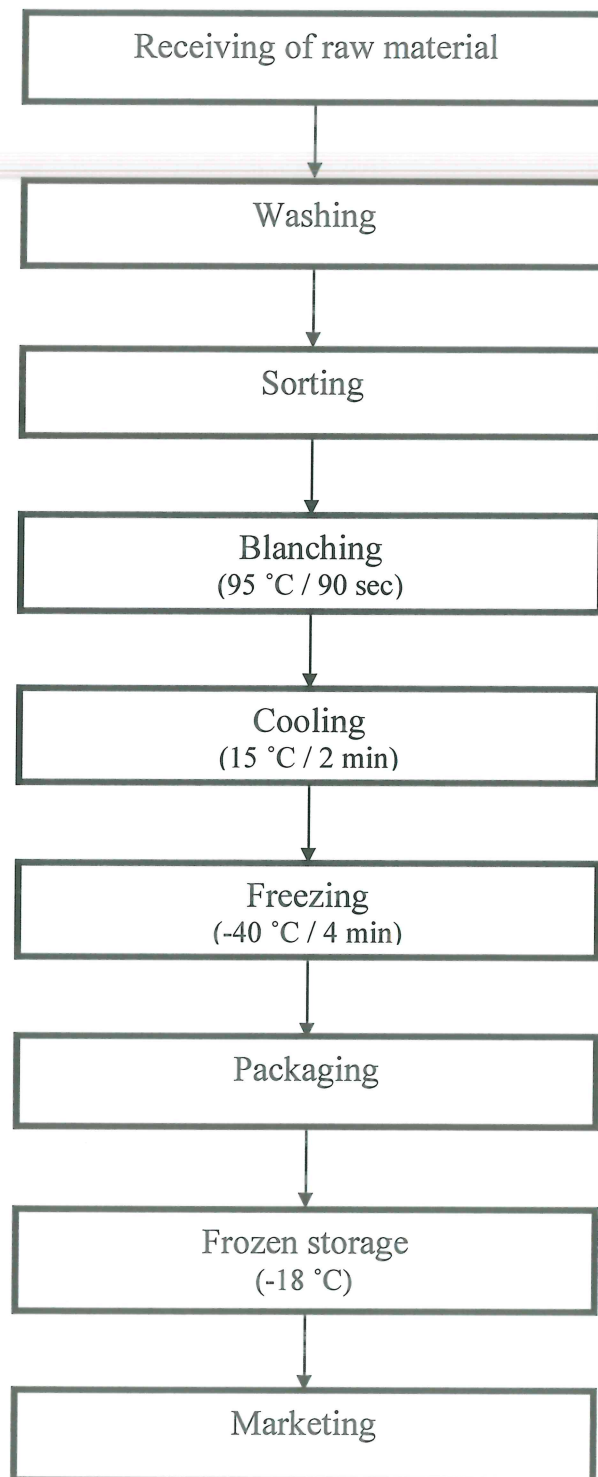 Receiving of raw material
Washing
Sorting
Blanching
(95 ˚C / 90 sec)
Cooling
(15 ˚C / 2 min)
Freezing
(-40 ˚C / 4 min)
Packaging
Frozen storage
(-18 ˚C)
Marketing